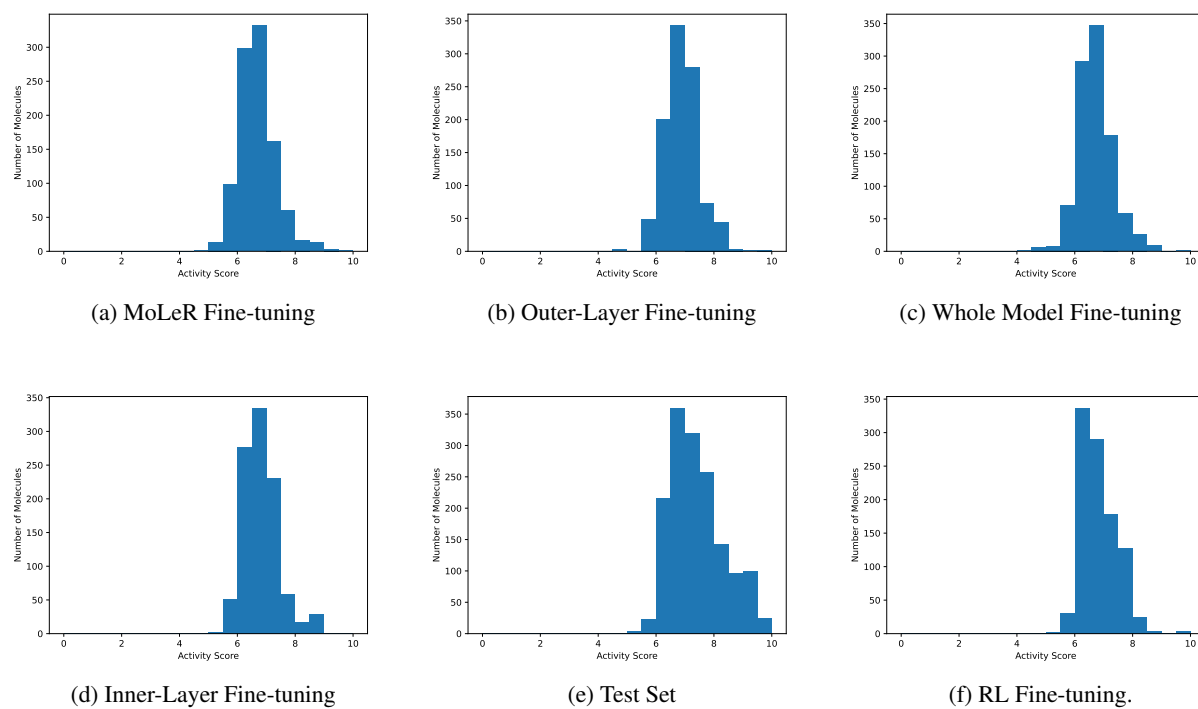 300
250
200
150
100
50
0
Number of Molecules
0 2 4 6 8 10
Activity Score
(a) MoLeR Fine-tuning
350
300
250
200
150
100
50
0
Number of Molecules
0 2 4 6 8 10
Activity Score
(b) Outer-Layer Fine-tuning
350
300
250
200
150
100
50
0
Number of Molecules
0 2 4 6 8 10
Activity Score
(c) Whole Model Fine-tuning
350
300
250
200
150
100
50
0
Number of Molecules
0 2 4 6 8 10
Activity Score
(d) Inner-Layer Fine-tuning
350
300
250
200
150
100
50
0
Number of Molecules
0 2 4 6 8 10
Activity Score
(e) Test Set
350
300
250
200
150
100
50
0
Number of Molecules
0 2 4 6 8 10
Activity Score
(f) RL Fine-tuning.